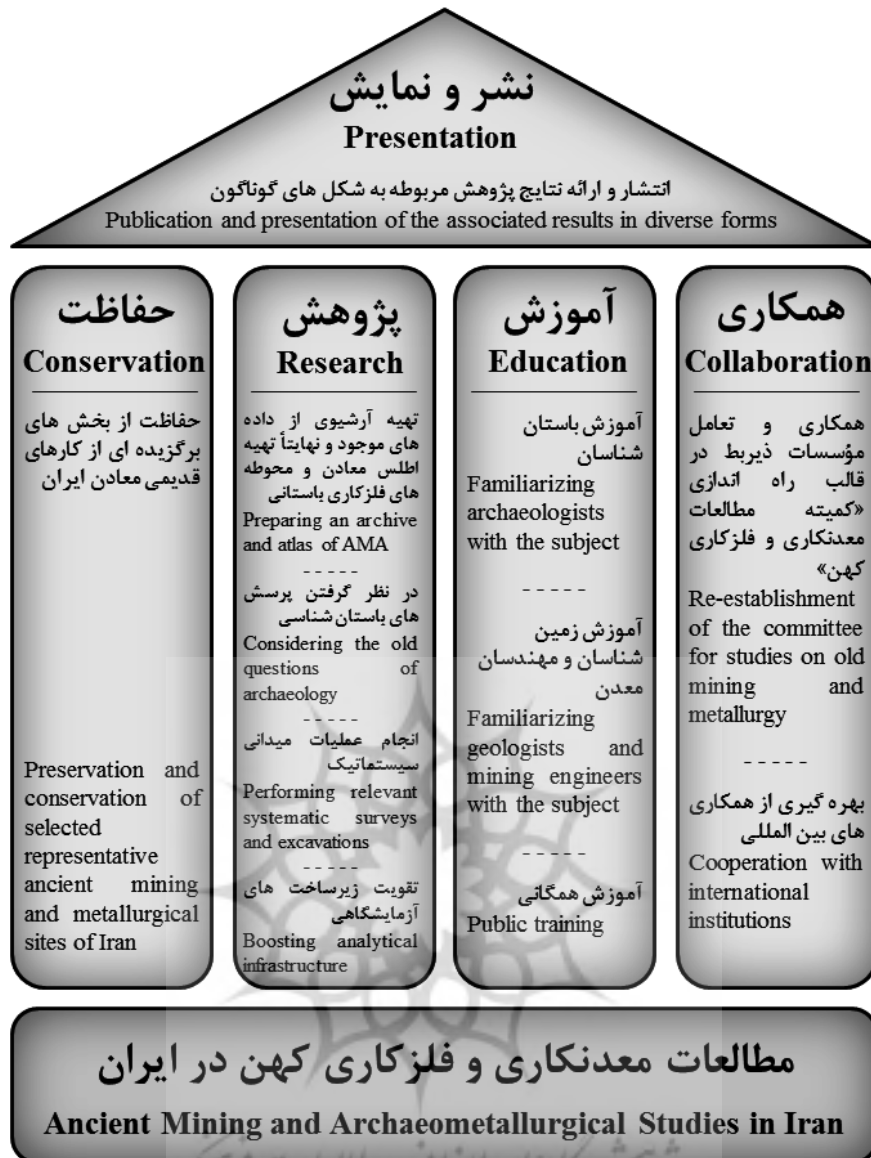 نشر و نمایش
Presentation
انتشار و ارائه نتایج پژوهش مربوطه به شکل های گوناگون
Publication and presentation of the associated results in diverse forms
حفاظت
Conservation
حفاظت از بخش های
برگزیده ای از کارهای
قدیمی معادن ایران
Preservation and
conservation of
selected
representative
ancient mining
and metallurgical
sites of Iran
پژوهش
Research
تهیه آرشیوی از داده
های موجود و نهایتاً تهیه
اطلس معادن و محوطه
های فلزکاری باستانی
Preparing an archive
and atlas of AMA
- - - - -
در نظر گرفتن پرسش
های باستان شناسی
Considering the old
questions of
archaeology
- - - - -
انجام عملیات میدانی
سیستماتیک
Performing relevant
systematic surveys
and excavations
- - - - -
تقویت زیرساخت های
آزمایشگاهی
Boosting analytical
infrastructure
آموزش
Education
آموزش باستان
شناسان
Familiarizing
archaeologists
with the subject
- - - - -
آموزش زمین
شناسان و مهندسان
معدن
Familiarizing
geologists and
mining engineers
with the subject
- - - - -
آموزش همگانی
Public training
همکاری
Collaboration
همکاری و تعامل
مؤسسات ذیربط در
قالب راه اندازی
«کمیته مطالعات
معدنکاری و فلزکاری
کهن»
Re-establishment
of the committee
for studies on old
mining and
metallurgy
- - - - -
بهره گیری از همکاری
های بین المللی
Cooperation with
international
institutions
مطالعات معدنکاری و فلزکاری کهن در ایران
Ancient Mining and Archaeometallurgical Studies in Iran